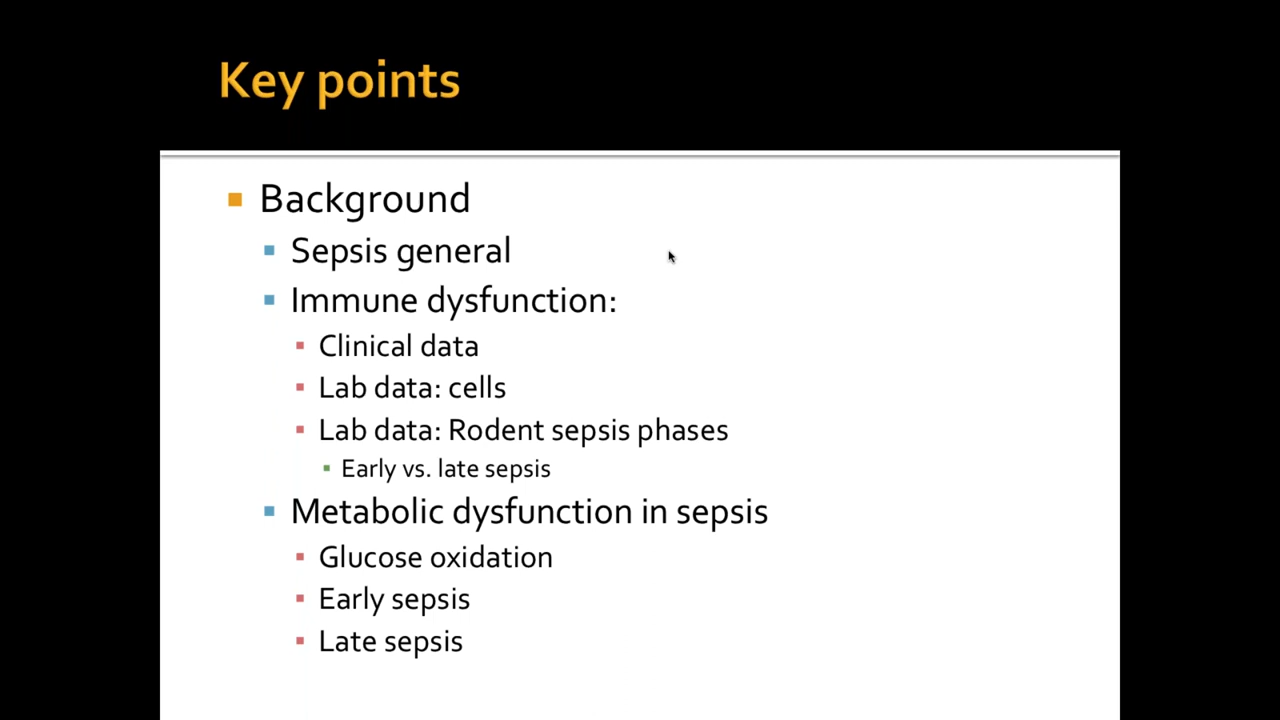 Key points
Background
Sepsis general
Immune dysfunction:
Clinical data
Lab data: cells
Lab data: Rodent sepsis phases
Early vs. late sepsis
Metabolic dysfunction in sepsis
Glucose oxidation
Early sepsis
Late sepsis